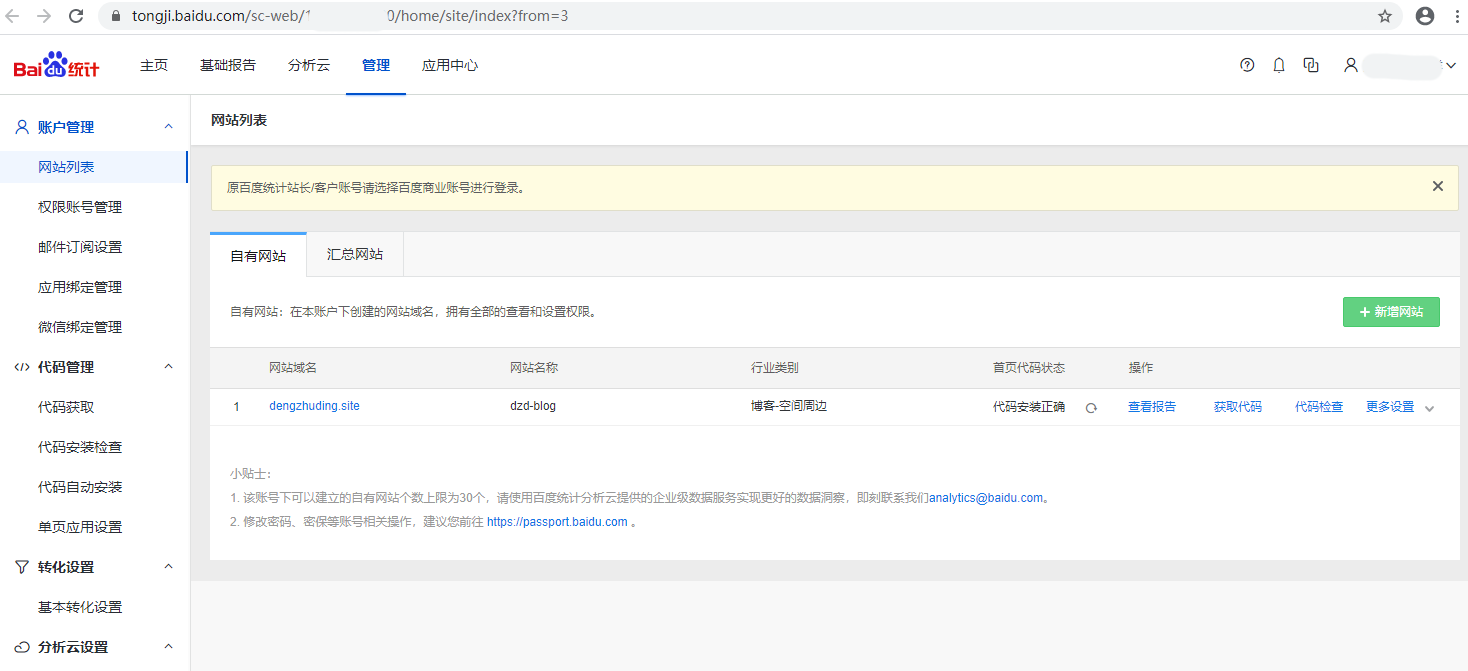 tongji.baidu.com/sc-web/1 0/home/site/index?from=3
Baidu统计 主页 基础报告 分析云 管理 应用中心
账户管理
网站列表
权限账号管理
邮件订阅设置
应用绑定管理
微信绑定管理
代码管理
代码获取
代码安装检查
代码自动安装
单页应用设置
转化设置
基本转化设置
分析云设置
网站列表
原百度统计站长/客户账号请选择百度商业账号进行登录。
自有网站 汇总网站
自有网站：在本账户下创建的网站域名，拥有全部的查看和设置权限。
+ 新增网站
网站域名 网站名称 行业类别 首页代码状态 操作
1 dengzhuding.site dzd-blog 博客-空间周边 代码安装正确 查看报告 获取代码 代码检查 更多设置
小贴士：
1. 该账号下可以建立的自有网站个数上限为30个，请使用百度统计分析云提供的企业级数据服务实现更好的数据洞察，即刻联系我们analytics@baidu.com。
2. 修改密码、密保等账号相关操作，建议您前往 https://passport.baidu.com 。